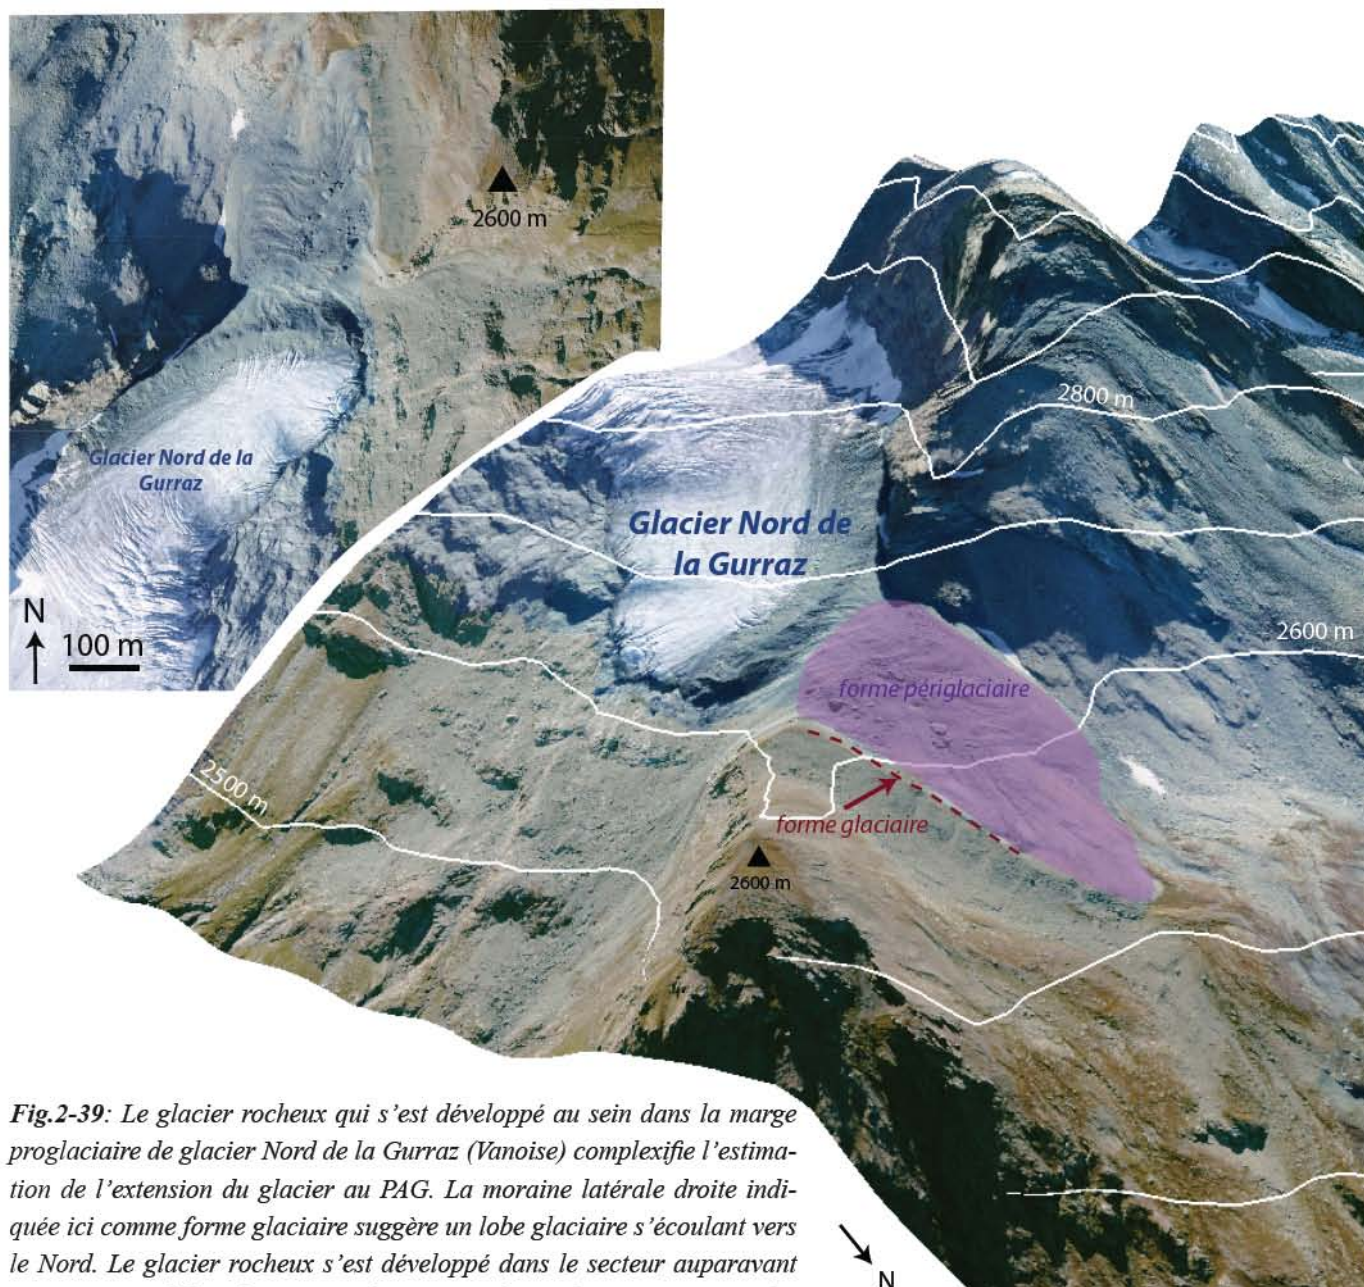 2600 m
Glacier Nord de la
Gurraz
N
100 m
2800 m
Glacier Nord de
la Gurraz
2600 m
forme périglaciaire
2500 m
forme glaciaire
2600 m
Fig.2-39: Le glacier rocheux qui s’est développé au sein dans la marge
proglaciaire de glacier Nord de la Gurraz (Vanoise) complexifie l’estima-
tion de l’extension du glacier au PAG. La moraine latérale droite indi-
quée ici comme forme glaciaire suggère un lobe glaciaire s’écoulant vers
le Nord. Le glacier rocheux s’est développé dans le secteur auparavant
N